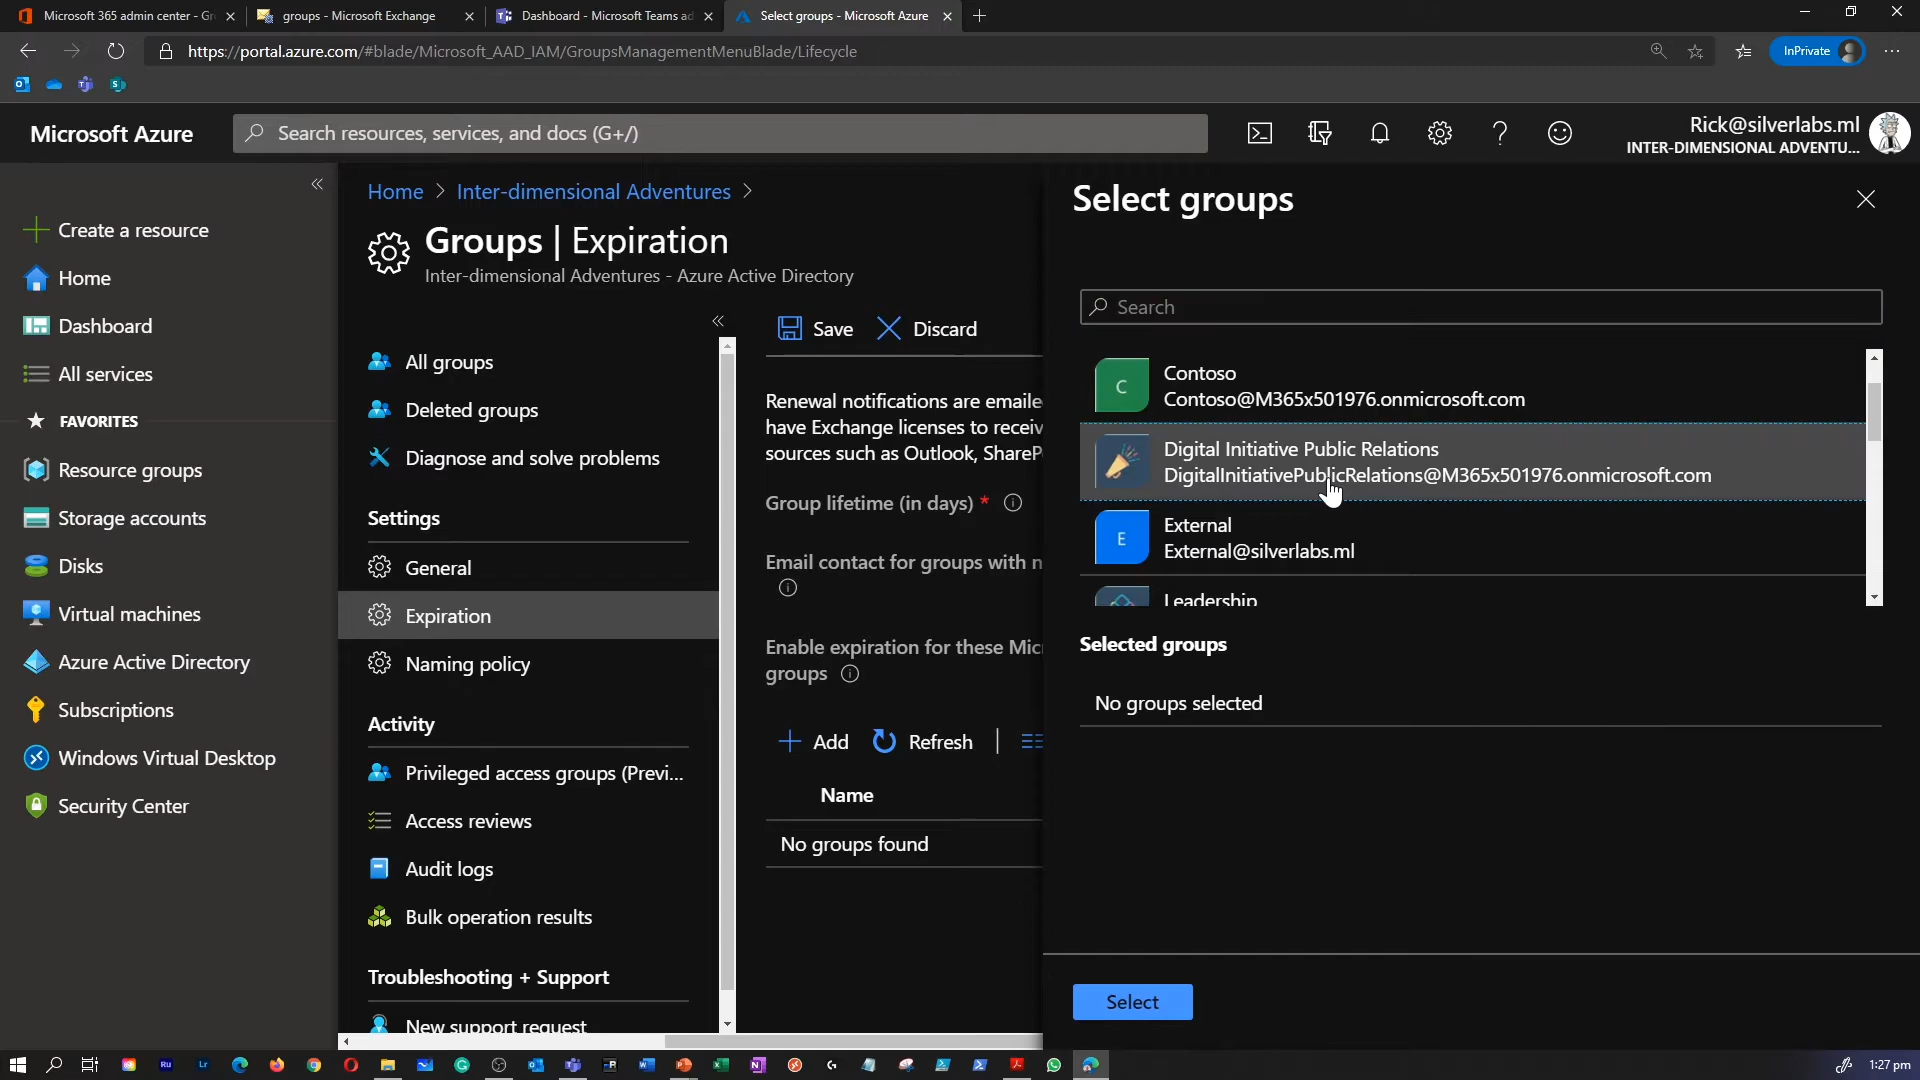 Microsoft 365 admin center - Gr
groups - Microsoft Exchange
Dashboard - Microsoft Teams ad
Select groups - Microsoft Azure
https://portal.azure.com/#blade/Microsoft_AAD_IAM/GroupsManagementMenuBlade/Lifecycle
InPrivate
Microsoft Azure
Search resources, services, and docs (G+/)
Rick@silverlabs.ml
INTER-DIMENSIONAL ADVENTU...
Create a resource
Home
Dashboard
All services
FAVORITES
Resource groups
Storage accounts
Disks
Virtual machines
Azure Active Directory
Subscriptions
Windows Virtual Desktop
Security Center
Home > Inter-dimensional Adventures >
Groups | Expiration
Inter-dimensional Adventures - Azure Active Directory
All groups
Deleted groups
Diagnose and solve problems
Settings
General
Expiration
Naming policy
Activity
Privileged access groups (Previ...
Access reviews
Audit logs
Bulk operation results
Troubleshooting + Support
New support request
Save
Discard
Renewal notifications are emaile
have Exchange licenses to receiv
sources such as Outlook, ShareP
Group lifetime (in days) *
Email contact for groups with n
Enable expiration for these Mic
groups
Add
Refresh
Name
No groups found
Select groups
Search
C
Contoso
Contoso@M365x501976.onmicrosoft.com
Digital Initiative Public Relations
DigitalInitiativePublicRelations@M365x501976.onmicrosoft.com
E
External
External@silverlabs.ml
Leadership
Selected groups
No groups selected
Select
1:27 pm